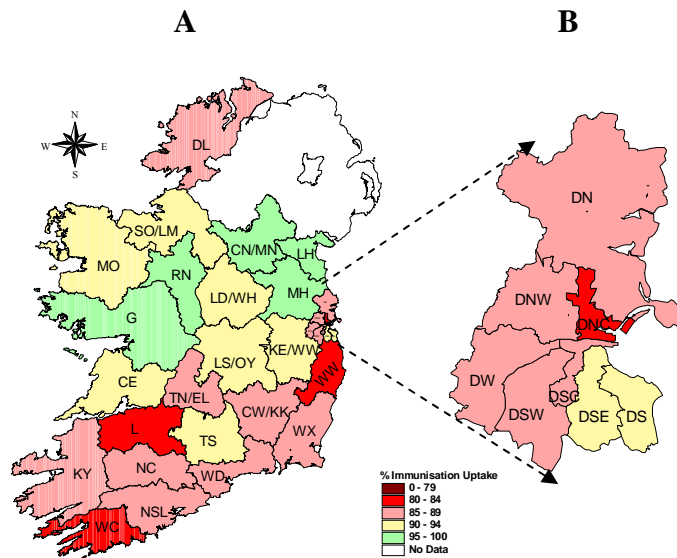 A
B
N
W E
S
DL
DN
SO/LM
CN/MN
LH
MO
RN
MH
LD/WH
DNW
DNC
G
KE/WW
LS/OY
WW
CE
TN/EL
DW
DSC
CW/KK
DSW
DSE
DS
L
TS
WX
KY
NC
WD
NSL
WC
% Immunisation Uptake
0 - 79
80 - 84
85 - 89
90 - 94
95 - 100
No Data